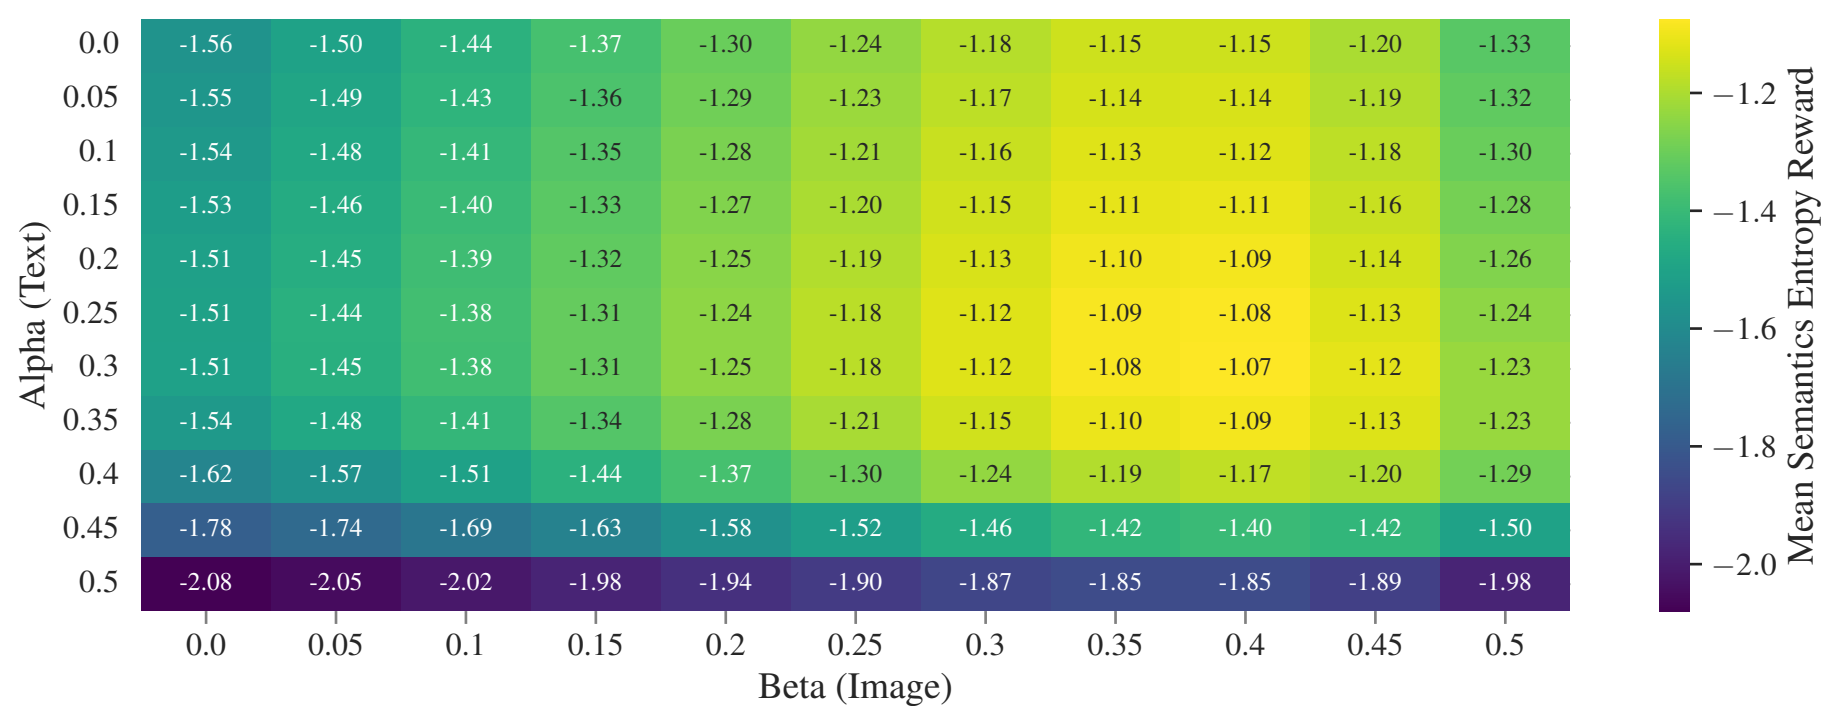 0.0 -1.56 -1.50 -1.44 -1.37 -1.30 -1.24 -1.18 -1.15 -1.15 -1.20 -1.33
0.05 -1.55 -1.49 -1.43 -1.36 -1.29 -1.23 -1.17 -1.14 -1.14 -1.19 -1.32
0.1 -1.54 -1.48 -1.41 -1.35 -1.28 -1.21 -1.16 -1.13 -1.12 -1.18 -1.30
0.15 -1.53 -1.46 -1.40 -1.33 -1.27 -1.20 -1.15 -1.11 -1.11 -1.16 -1.28
0.2 -1.51 -1.45 -1.39 -1.32 -1.25 -1.19 -1.13 -1.10 -1.09 -1.14 -1.26
0.25 -1.51 -1.44 -1.38 -1.31 -1.24 -1.18 -1.12 -1.09 -1.08 -1.13 -1.24
0.3 -1.51 -1.45 -1.38 -1.31 -1.25 -1.18 -1.12 -1.08 -1.07 -1.12 -1.23
0.35 -1.54 -1.48 -1.41 -1.34 -1.28 -1.21 -1.15 -1.10 -1.09 -1.13 -1.23
0.4 -1.62 -1.57 -1.51 -1.44 -1.37 -1.30 -1.24 -1.19 -1.17 -1.20 -1.29
0.45 -1.78 -1.74 -1.69 -1.63 -1.58 -1.52 -1.46 -1.42 -1.40 -1.42 -1.50
0.5 -2.08 -2.05 -2.02 -1.98 -1.94 -1.90 -1.87 -1.85 -1.85 -1.89 -1.98
0.0 0.05 0.1 0.15 0.2 0.25 0.3 0.35 0.4 0.45 0.5
Beta (Image)
Alpha (Text)
−1.2
−1.4
−1.6
−1.8
−2.0
Mean Semantics Entropy Reward